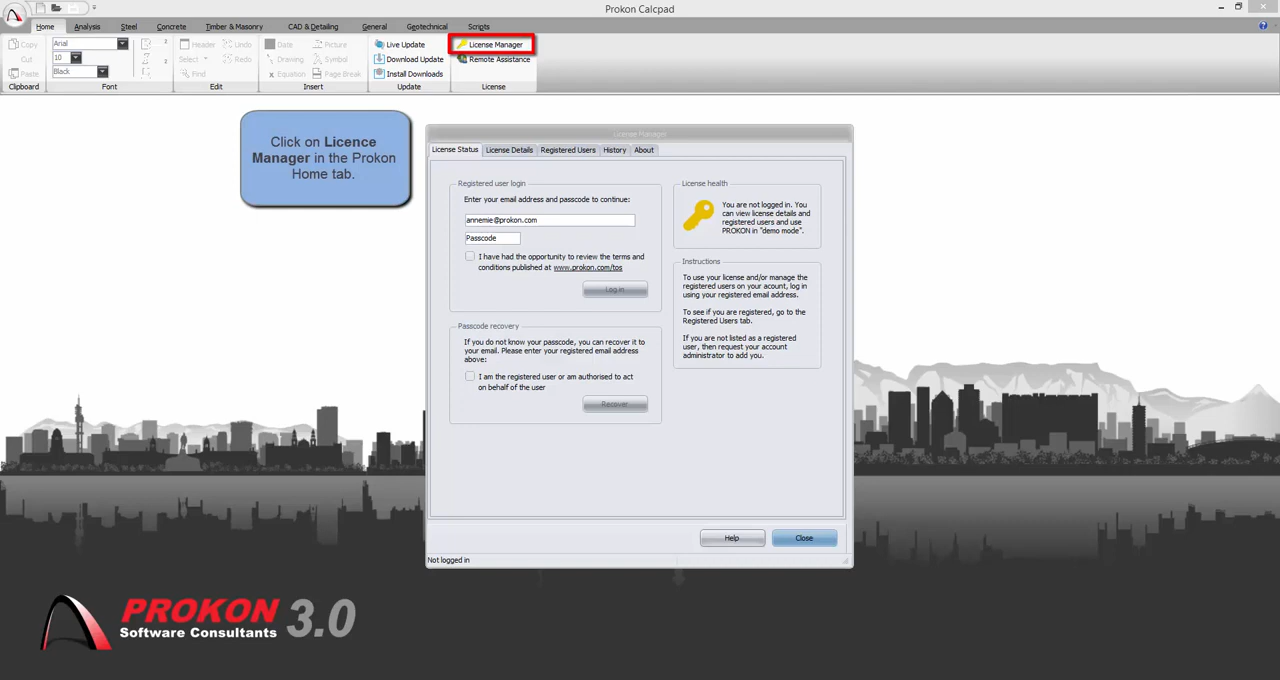 Prokon Calcpad
Home Analysis Steel Concrete Timber & Masonry CAD & Detailing General Geotechnical Scripts
Copy Arial Header Undo Date Picture Live Update License Manager
Cut 10 Select Redo Drawing Symbol Download Update Remote Assistance
Paste Black Find Equation Page Break Install Downloads
Clipboard Font Edit Insert Update License
Click on Licence
Manager in the Prokon
Home tab.
License Manager
License Status License Details Registered Users History About
Registered user login
Enter your email address and passcode to continue:
annemie@prokon.com
Passcode
I have had the opportunity to review the terms and
conditions published at www.prokon.com/tos
Log in
Passcode recovery
If you do not know your passcode, you can recover it to
your email. Please enter your registered email address
above:
I am the registered user or am authorised to act
on behalf of the user
Recover
License health
You are not logged in. You
can view license details and
registered users and use
PROKON in "demo mode".
Instructions
To use your license and/or manage the
registered users on your acount, log in
using your registered email address.
To see if you are registered, go to the
Registered Users tab.
If you are not listed as a registered
user, then request your account
administrator to add you.
Help Close
Not logged in
PROKON 3.0
Software Consultants